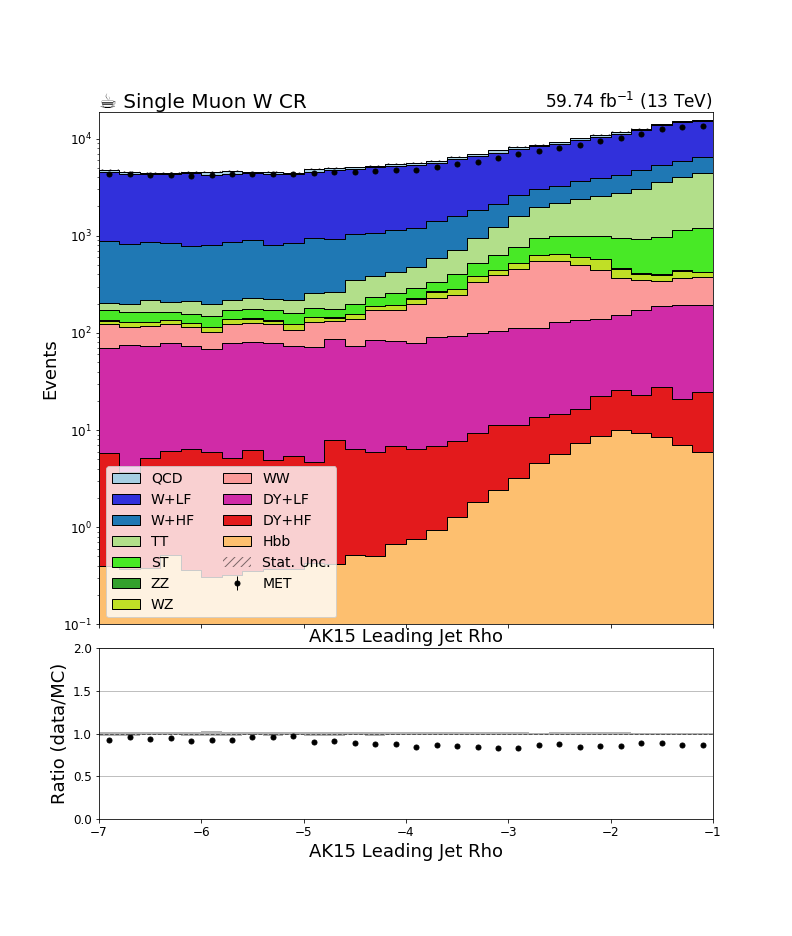 ☕ Single Muon W CR
59.74 fb⁻¹ (13 TeV)
Events
10⁴
10³
10²
10¹
10⁰
10⁻¹
QCD
W+LF
W+HF
TT
ST
ZZ
WZ
WW
DY+LF
DY+HF
Hbb
Stat. Unc.
MET
AK15 Leading Jet Rho
Ratio (data/MC)
2.0
1.5
1.0
0.5
0.0
−7 −6 −5 −4 −3 −2 −1
AK15 Leading Jet Rho